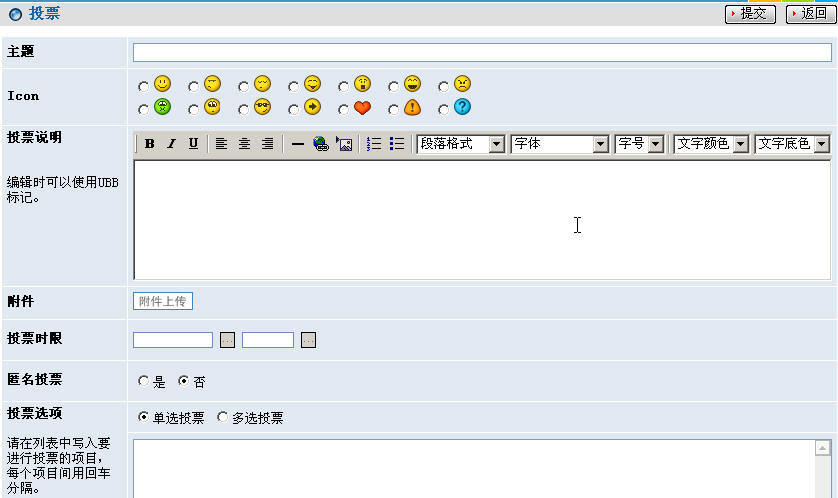 投票 提交 返回
主题
Icon
投票说明
B I U 段落格式 字体 字号 文字颜色 文字底色
编辑时可以使用UBB
标记。
附件 附件上传
投票时限 ... ...
匿名投票 是 否
投票选项 单选投票 多选投票
请在列表中写入要
进行投票的项目，
每个项目间用回车
分隔。